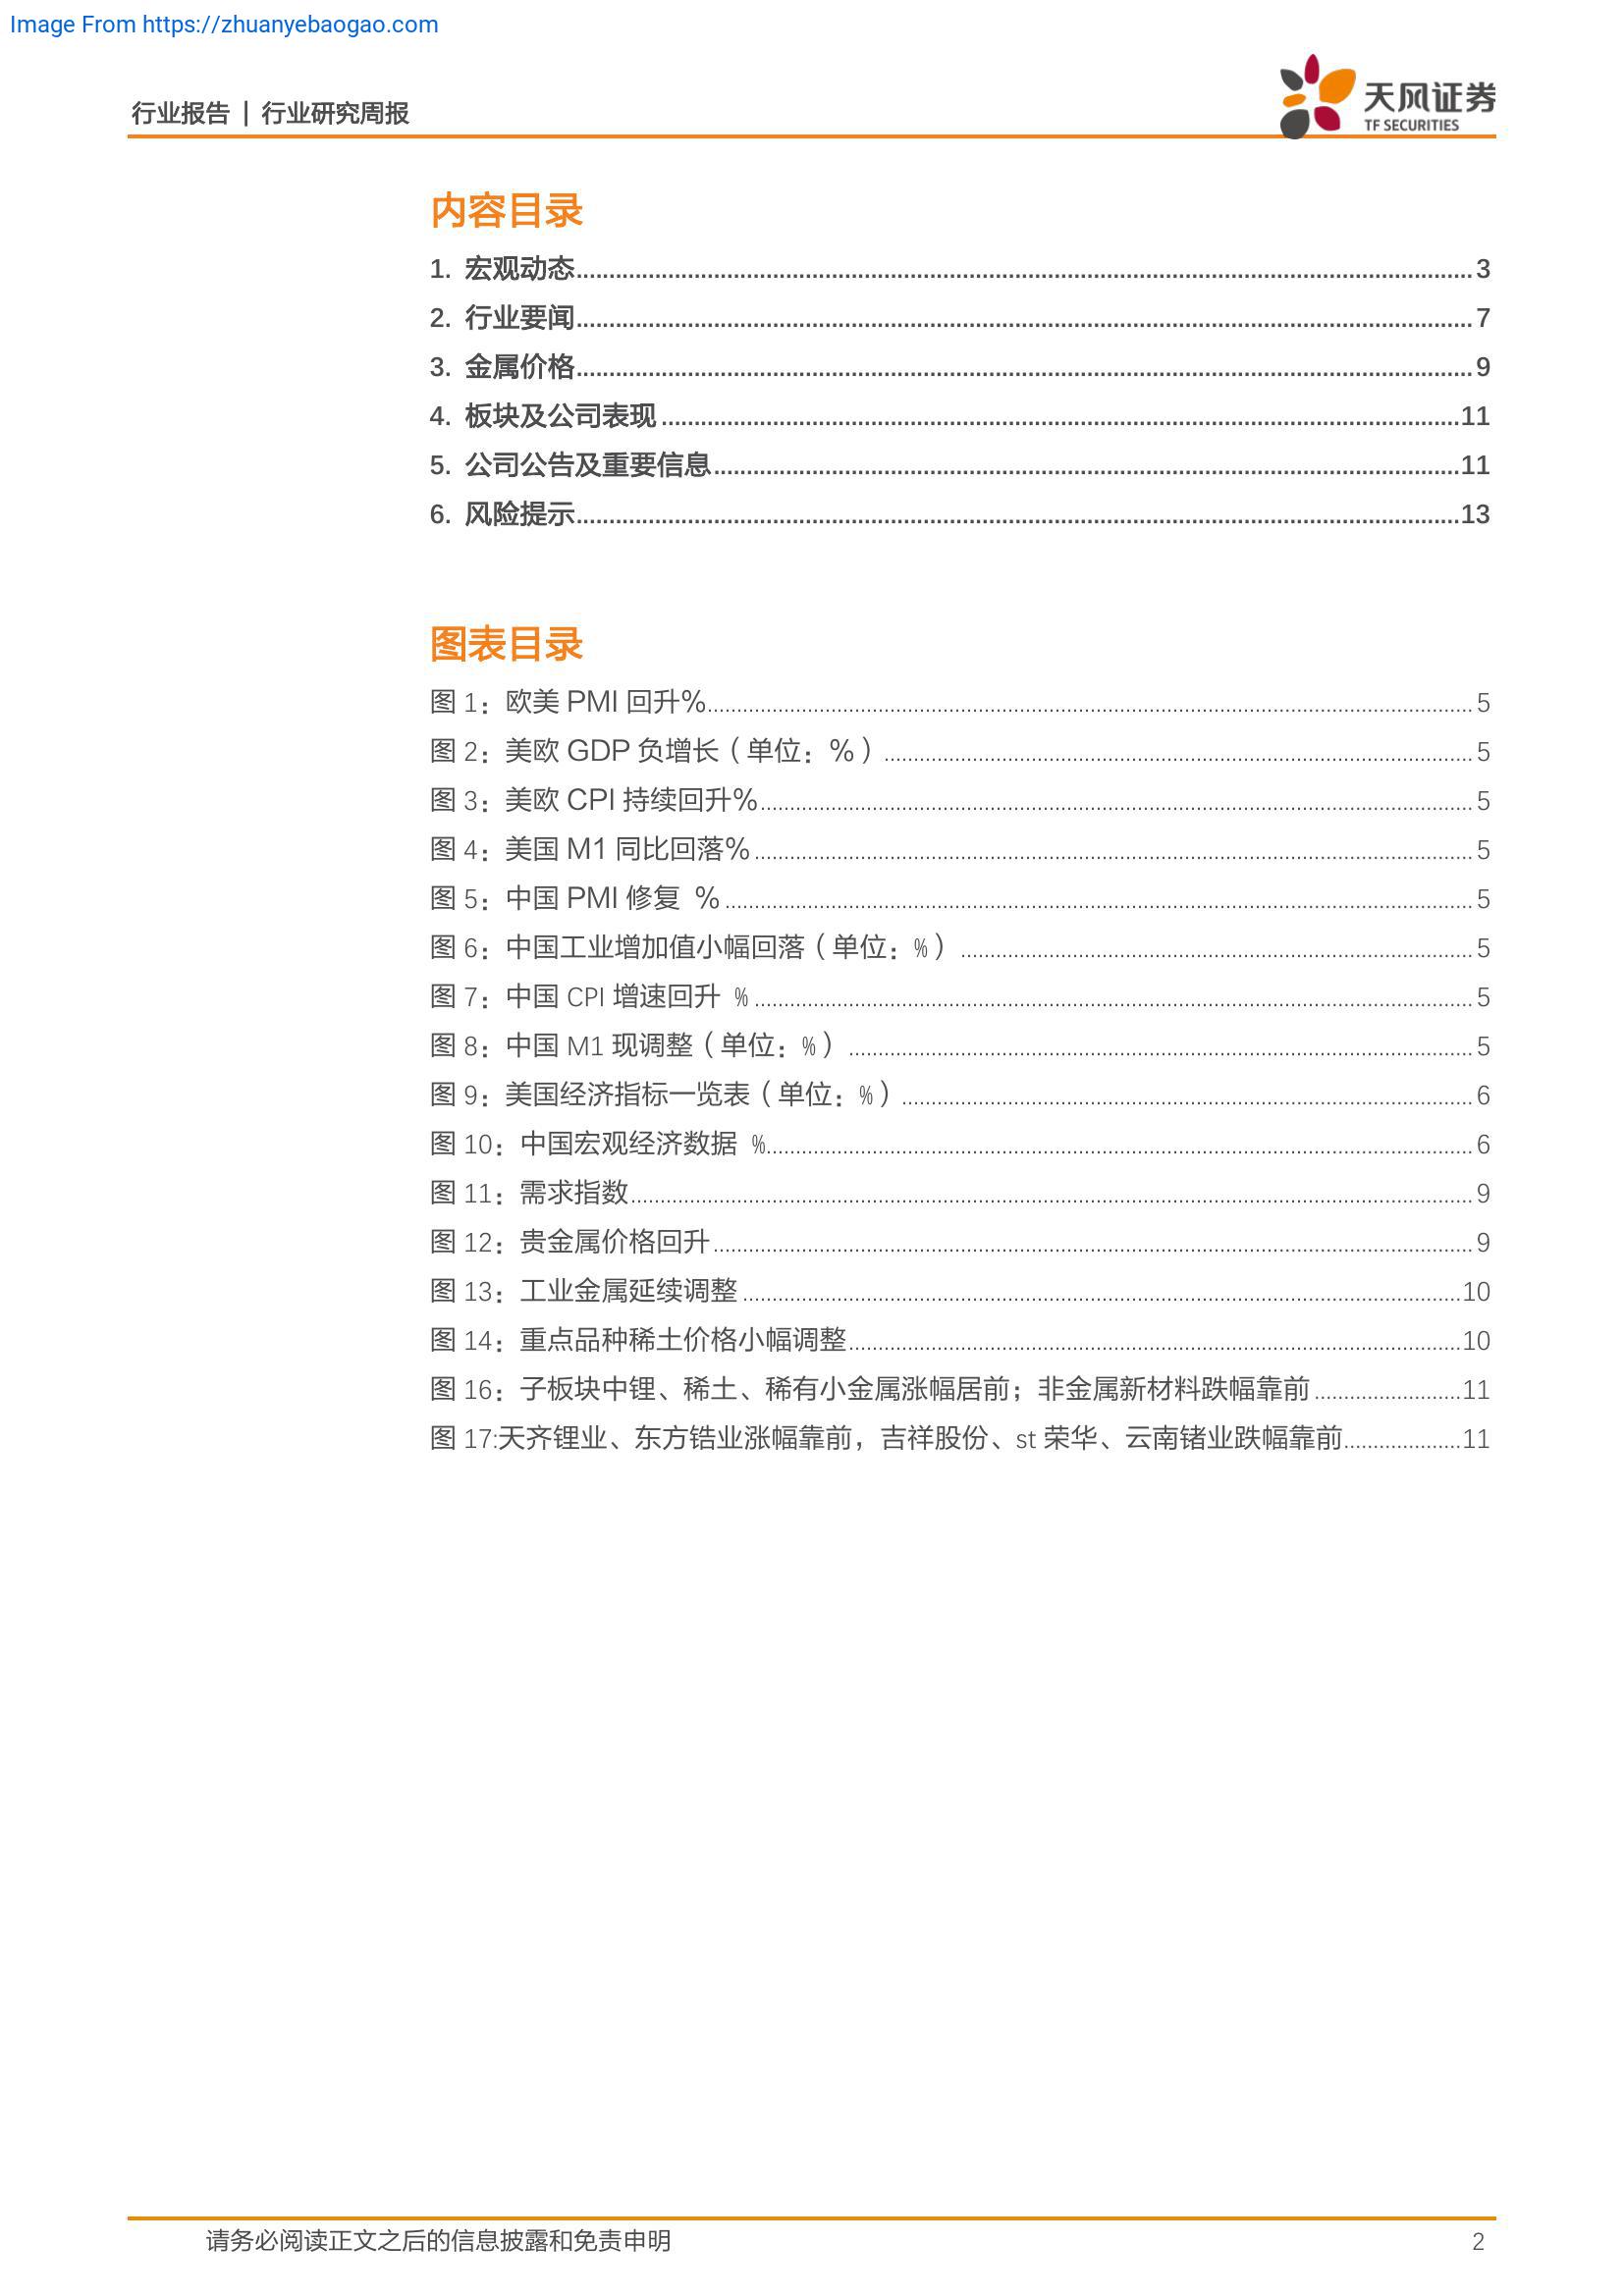 Image From https://zhuanyebaogao.com
行业报告 | 行业研究周报
天风证券
TF SECURITIES
内容目录
1. 宏观动态 3
2. 行业要闻 7
3. 金属价格 9
4. 板块及公司表现 11
5. 公司公告及重要信息 11
6. 风险提示 13
图表目录
图 1：欧美 PMI 回升% 5
图 2：美欧 GDP 负增长（单位：%） 5
图 3：美欧 CPI 持续回升% 5
图 4：美国 M1 同比回落% 5
图 5：中国 PMI 修复 % 5
图 6：中国工业增加值小幅回落（单位：%） 5
图 7：中国 CPI 增速回升 % 5
图 8：中国 M1 现调整（单位：%） 5
图 9：美国经济指标一览表（单位：%） 6
图 10：中国宏观经济数据 % 6
图 11：需求指数 9
图 12：贵金属价格回升 9
图 13：工业金属延续调整 10
图 14：重点品种稀土价格小幅调整 10
图 16：子板块中锂、稀土、稀有小金属涨幅居前；非金属新材料跌幅靠前 11
图 17:天齐锂业、东方锆业涨幅靠前，吉祥股份、st 荣华、云南锗业跌幅靠前 11
请务必阅读正文之后的信息披露和免责申明 2